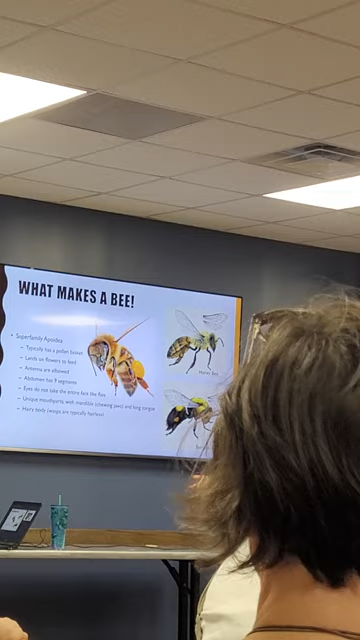 WHAT MAKES A BEE!
• Superfamily Apoidea
– Typically has a pollen basket
– Lands on flowers to feed
– Antenna are elbowed
– Abdomen has 9 segments
– Eyes do not take the entire face like flies
– Unique mouthparts, with mandible (chewing jaws) and long tongue
– Hairy body (wasps are typically hairless)
Honey Bee